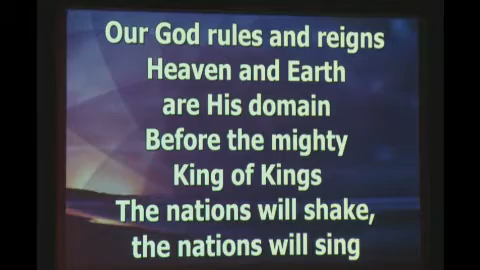 Our God rules and reigns
Heaven and Earth
are His domain
Before the mighty
King of Kings
The nations will shake,
the nations will sing